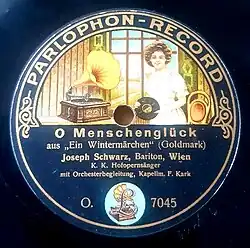 PARLOPHON-RECORD
O Menschenglück
aus „Ein Wintermärchen" (Goldmark)
Joseph Schwarz, Bariton, Wien
K. K. Hofopernsänger
mit Orchesterbegleitung, Kapellm. F. Kark
O. 7045